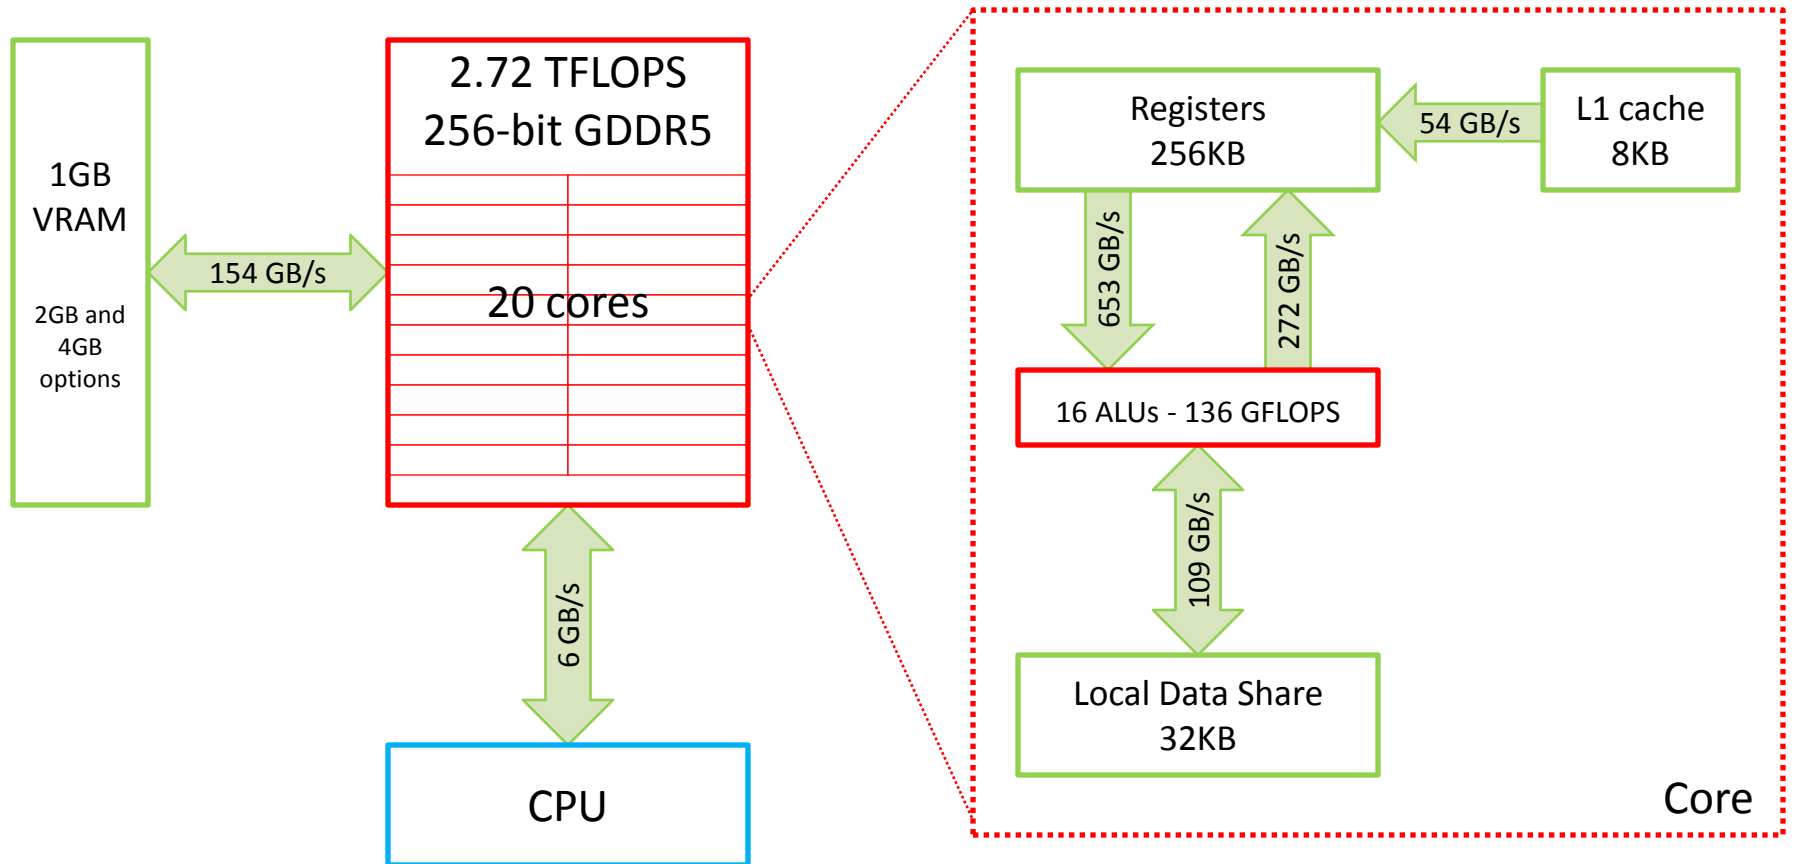 1GB
VRAM
2GB and
4GB
options
154 GB/s
2.72 TFLOPS
256-bit GDDR5
20 cores
6 GB/s
CPU
Registers
256KB
54 GB/s
L1 cache
8KB
653 GB/s
272 GB/s
16 ALUs - 136 GFLOPS
109 GB/s
Local Data Share
32KB
Core